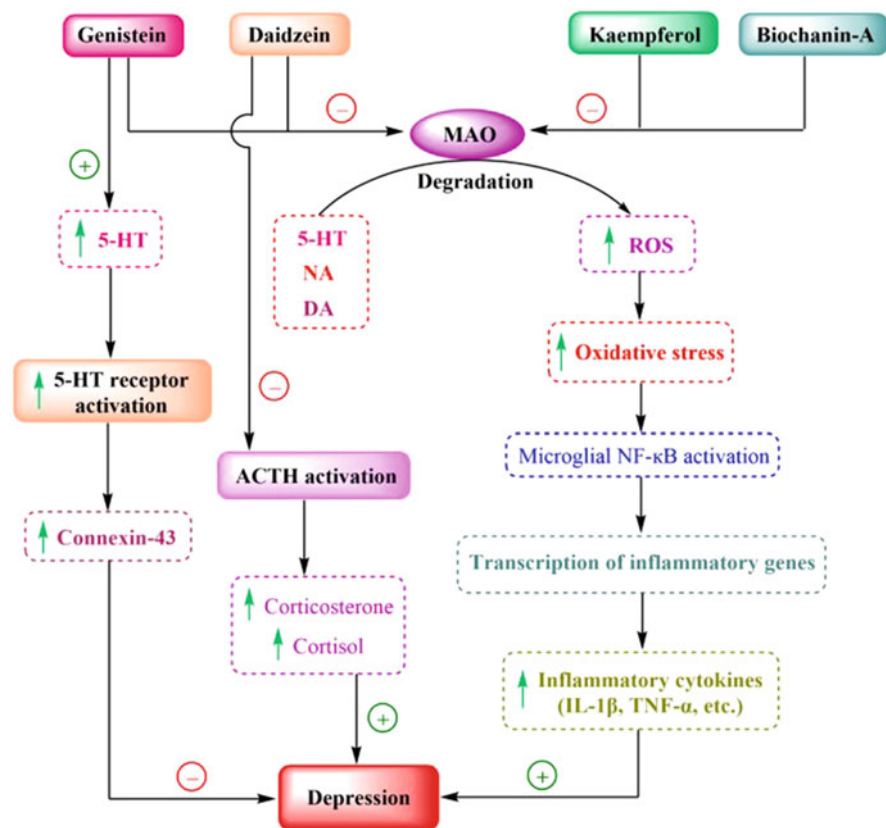 Genistein
Daidzein
Kaempferol
Biochanin-A
−
−
MAO
+
Degradation
5-HT
5-HT
NA
DA
ROS
Oxidative stress
5-HT receptor
activation
−
Microglial NF-κB activation
ACTH activation
Connexin-43
Transcription of inflammatory genes
Corticosterone
Cortisol
Inflammatory cytokines
(IL-1β, TNF-α, etc.)
+
−
+
Depression